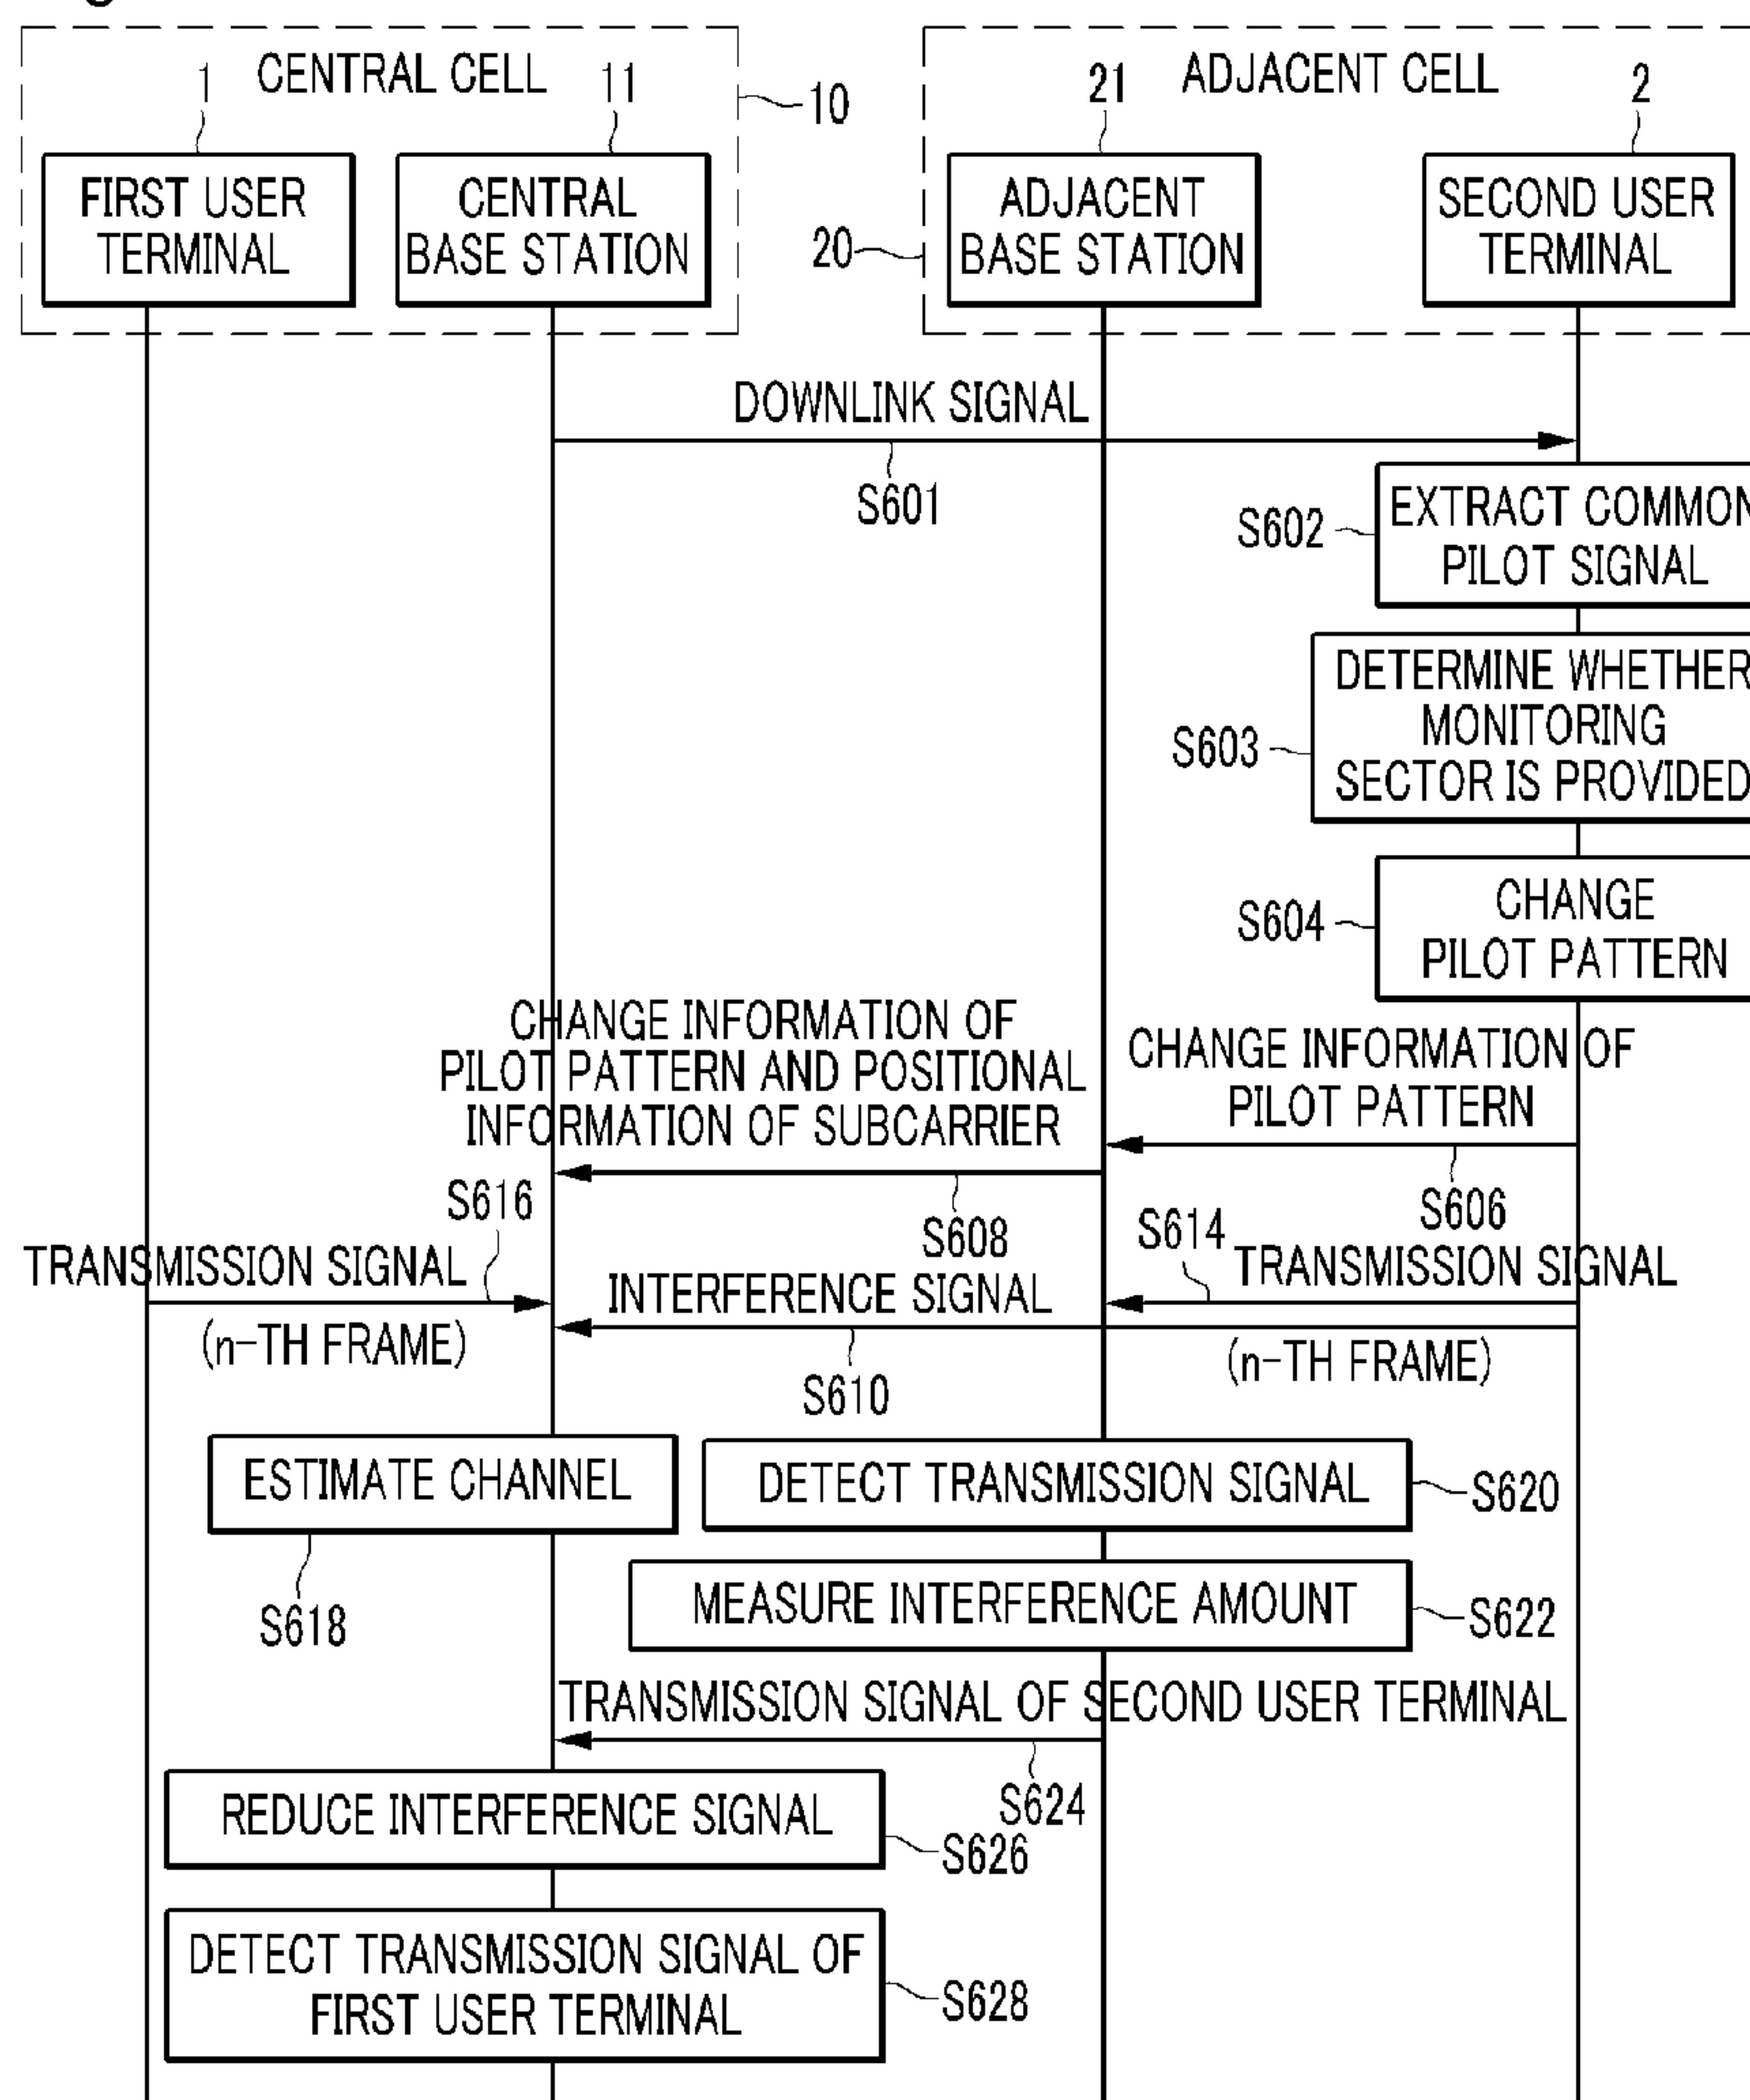 CENTRAL CELL
1
11
10
ADJACENT CELL
21
2
20
FIRST USER
TERMINAL
CENTRAL
BASE STATION
ADJACENT
BASE STATION
SECOND USER
TERMINAL
DOWNLINK SIGNAL
S601
S602
EXTRACT COMMON
PILOT SIGNAL
S603
DETERMINE WHETHER
MONITORING
SECTOR IS PROVIDED
S604
CHANGE
PILOT PATTERN
CHANGE INFORMATION OF
PILOT PATTERN AND POSITIONAL
INFORMATION OF SUBCARRIER
S608
CHANGE INFORMATION OF
PILOT PATTERN
S606
S616
TRANSMISSION SIGNAL
(n-TH FRAME)
S614
TRANSMISSION SIGNAL
(n-TH FRAME)
INTERFERENCE SIGNAL
S610
ESTIMATE CHANNEL
S618
DETECT TRANSMISSION SIGNAL
S620
MEASURE INTERFERENCE AMOUNT
S622
TRANSMISSION SIGNAL OF SECOND USER TERMINAL
S624
REDUCE INTERFERENCE SIGNAL
S626
DETECT TRANSMISSION SIGNAL OF
FIRST USER TERMINAL
S628